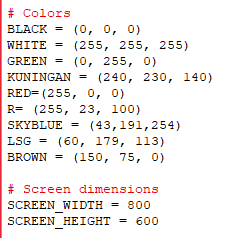 # Colors
BLACK = (0, 0, 0)
WHITE = (255, 255, 255)
GREEN = (0, 255, 0)
KUNINGAN = (240, 230, 140)
RED=(255, 0, 0)
R= (255, 23, 100)
SKYBLUE = (43,191,254)
LSG = (60, 179, 113)
BROWN = (150, 75, 0)
# Screen dimensions
SCREEN_WIDTH = 800
SCREEN_HEIGHT = 600